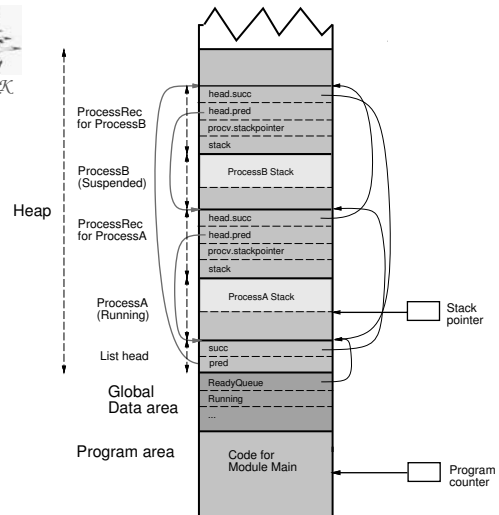 K
head.succ
head.pred
procv.stackpointer
stack
ProcessRec
for ProcessB
ProcessB Stack
ProcessB
(Suspended)
Heap
head.succ
head.pred
procv.stackpointer
stack
ProcessRec
for ProcessA
ProcessA Stack
ProcessA
(Running)
Stack
pointer
List head
succ
pred
Global
Data area
ReadyQueue
Running
...
Program area
Code for
Module Main
Program
counter